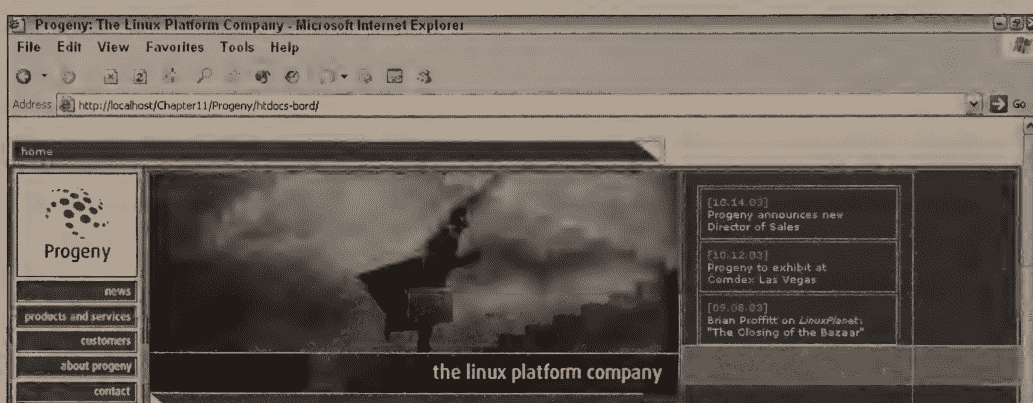 Progeny: The Linux Platform Company - Microsoft Internet Explorer
File Edit View Favorites Tools Help
Address http://localhost/Chapter11/Progeny/htdocs-bord/ Go
home
Progeny
news
products and services
customers
about progeny
contact
the linux platform company
[10.14.03]
Progeny announces new
Director of Sales
[10.12.03]
Progeny to exhibit at
Comdex Las Vegas
[09.08.03]
Brian Proffitt on LinuxPlanet:
"The Closing of the Bazaar"